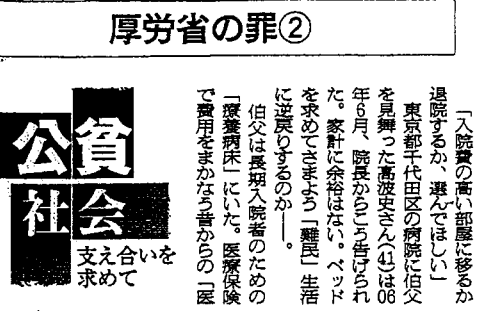 厚労省の罪②
公貧
社会
支え合いを
求めて
「入院費の高い部屋に移るか
退院するか、選んでほしい」
東京都千代田区の病院に伯父
を見舞った高波史さん(41)は06
年6月、院長からこう告げられ
た。家計に余裕はない。ベッド
を求めてさまよう「難民」生活
に逆戻りするのか――。
伯父は長期入院者のための
「療養病床」にいた。医療保険
で費用をまかなう昔からの「医